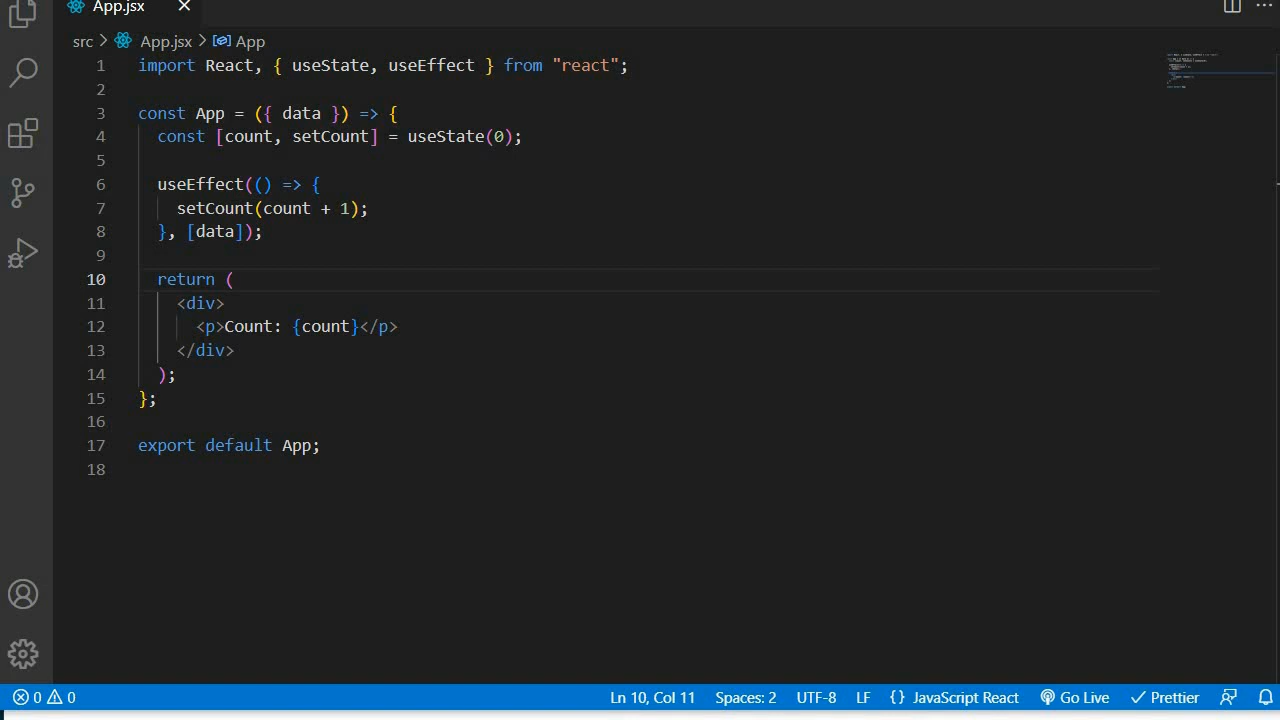 App.jsx
src > App.jsx > App
1 import React, { useState, useEffect } from "react";
2
3 const App = ({ data }) => {
4 const [count, setCount] = useState(0);
5
6 useEffect(() => {
7 setCount(count + 1);
8 }, [data]);
9
10 return (
11 <div>
12 <p>Count: {count}</p>
13 </div>
14 );
15 };
16
17 export default App;
18
0 0 Ln 10, Col 11 Spaces: 2 UTF-8 LF {} JavaScript React Go Live Prettier